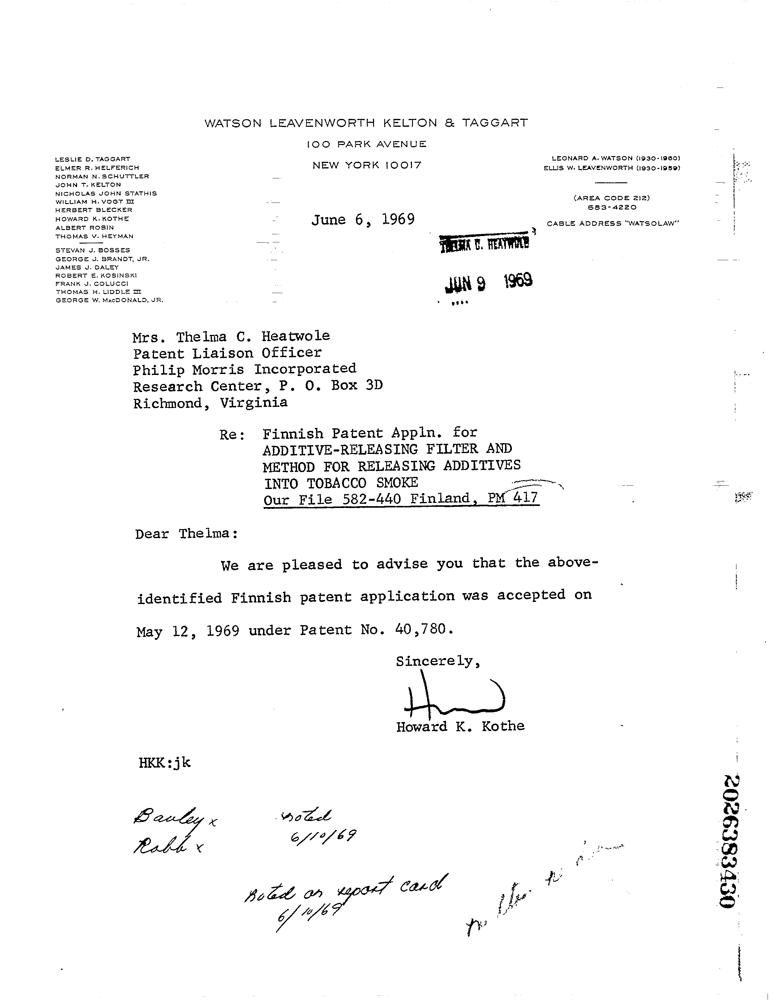 WATSON LEAVENWORTH KELTON & TAGGART
100 PARK AVENUE
NEW YORK 10017
LESLIE D. TAGGART
ELMER R. HELFERICH
NORMAN N. SCHUTTLER
JOHN T. KELTON
NICHOLAS JOHN STATHIS
WILLIAM H. VOGT III
HERBERT BLECKER
HOWARD K. KOTHE
ALBERT ROBIN
THOMAS V. HEYMAN
STEVAN J. BOSSES
GEORGE J. BRANDT, JR.
JAMES J. DALEY
ROBERT E. KOSINSKI
FRANK J. COLUCCI
THOMAS H. LIDDLE III
GEORGE W. MACDONALD, JR.
LEONARD A. WATSON (1930-1960)
ELLIS W. LEAVENWORTH (1930-1959)
(AREA CODE 212)
683-4220
CABLE ADDRESS "WATSOLAW"
June 6, 1969
THELMA C. HEATWOLE
JUN 9 1969
Mrs. Thelma C. Heatwole
Patent Liaison Officer
Philip Morris Incorporated
Research Center, P. O. Box 3D
Richmond, Virginia
Re: Finnish Patent Appln. for
ADDITIVE-RELEASING FILTER AND
METHOD FOR RELEASING ADDITIVES
INTO TOBACCO SMOKE
Our File 582-440 Finland, PM 417
Dear Thelma:
We are pleased to advise you that the above-
identified Finnish patent application was accepted on
May 12, 1969 under Patent No. 40,780.
Sincerely,
Howard K. Kothe
HKK:jk
Bauley x noted
Robb x 6/10/69
Noted on report card
6/10/69
2026383430